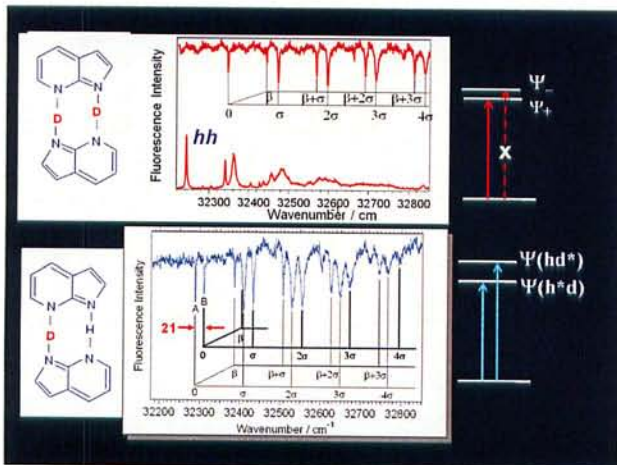 N
N
D
D
N
N
Fluorescence Intensity
β
β+σ
β+2σ
β+3σ
0
σ
2σ
3σ
4σ
hh
32300
32400
32500
32600
32700
32800
Wavenumber / cm
Ψ−
Ψ+
X
N
N
D
H
N
N
Fluorescence Intensity
A
B
21
0
β
σ
2σ
3σ
4σ
0
β
β+σ
β+2σ
β+3σ
σ
2σ
3σ
4σ
32200
32300
32400
32500
32600
32700
32800
Wavenumber / cm⁻¹
Ψ(hd*)
Ψ(h*d)